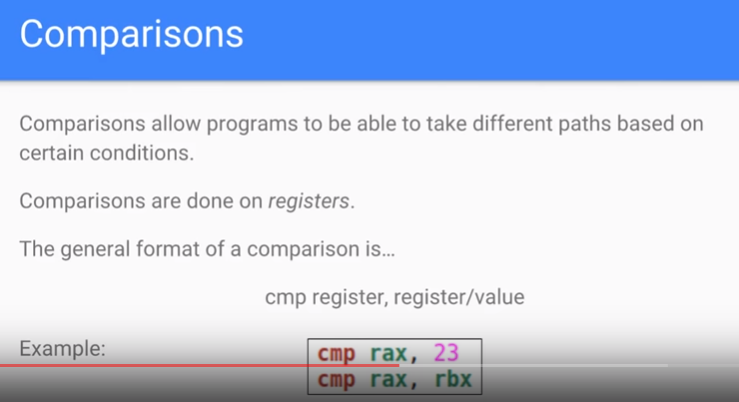 Comparisons
Comparisons allow programs to be able to take different paths based on
certain conditions.
Comparisons are done on registers.
The general format of a comparison is...
cmp register, register/value
Example:
cmp rax, 23
cmp rax, rbx